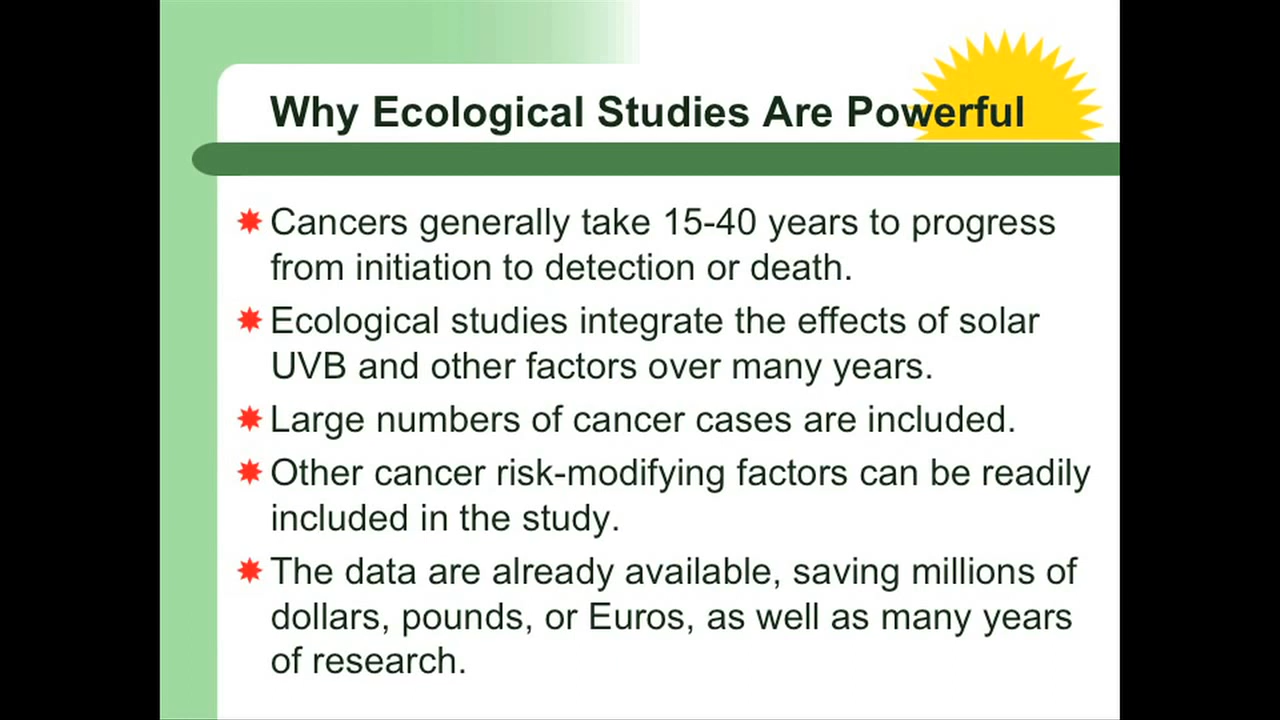 Why Ecological Studies Are Powerful
Cancers generally take 15-40 years to progress
from initiation to detection or death.
Ecological studies integrate the effects of solar
UVB and other factors over many years.
Large numbers of cancer cases are included.
Other cancer risk-modifying factors can be readily
included in the study.
The data are already available, saving millions of
dollars, pounds, or Euros, as well as many years
of research.